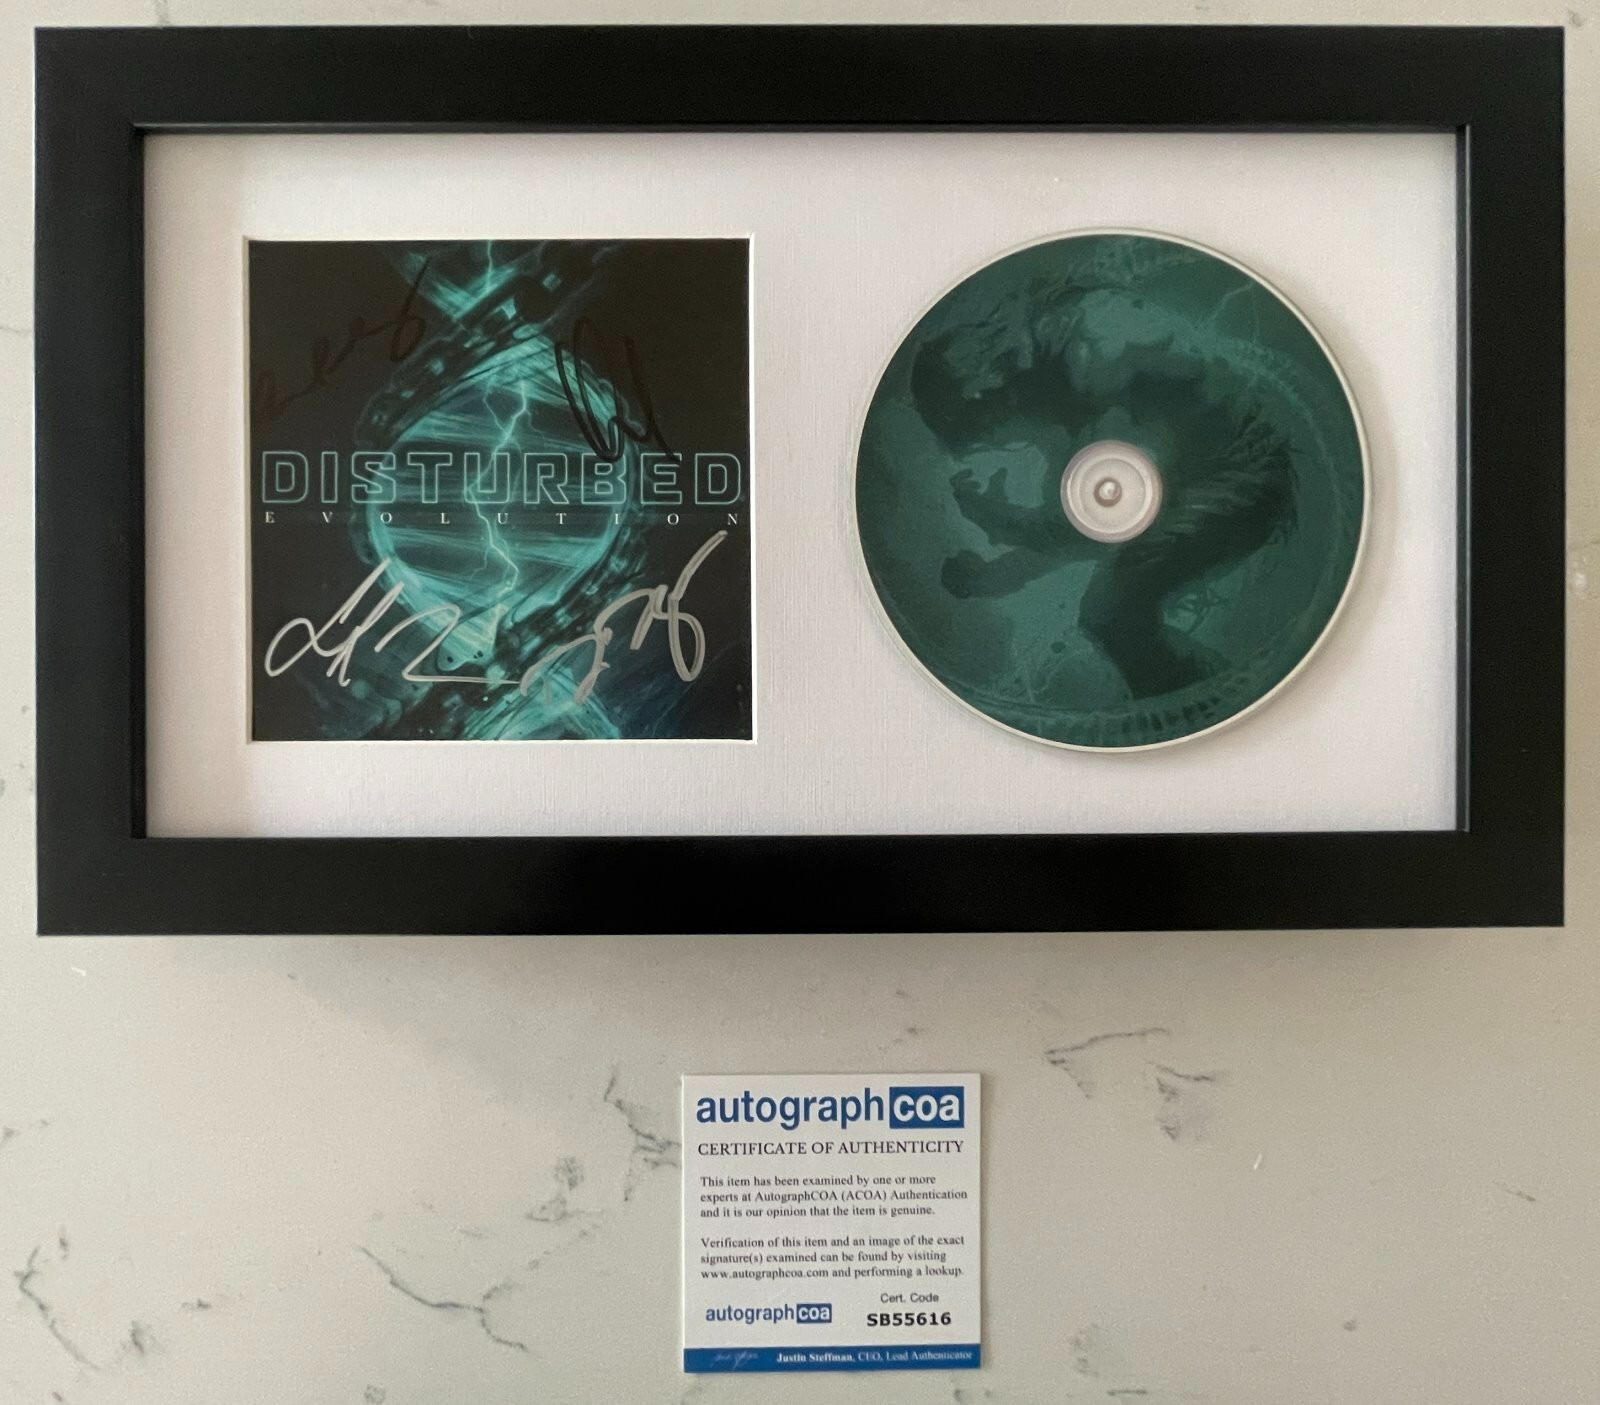 DISTURBED
EVOLUTION
autographcoa
CERTIFICATE OF AUTHENTICITY
This item has been examined by one or more
experts at AutographCOA (ACOA) Authentication
and it is our opinion that the item is genuine.
Verification of this item and an image of the exact
signature(s) examined can be found by visiting
www.autographcoa.com and performing a lookup.
Cert. Code
autographcoa SB55616
Justin Steffman, CEO, Lead Authenticator